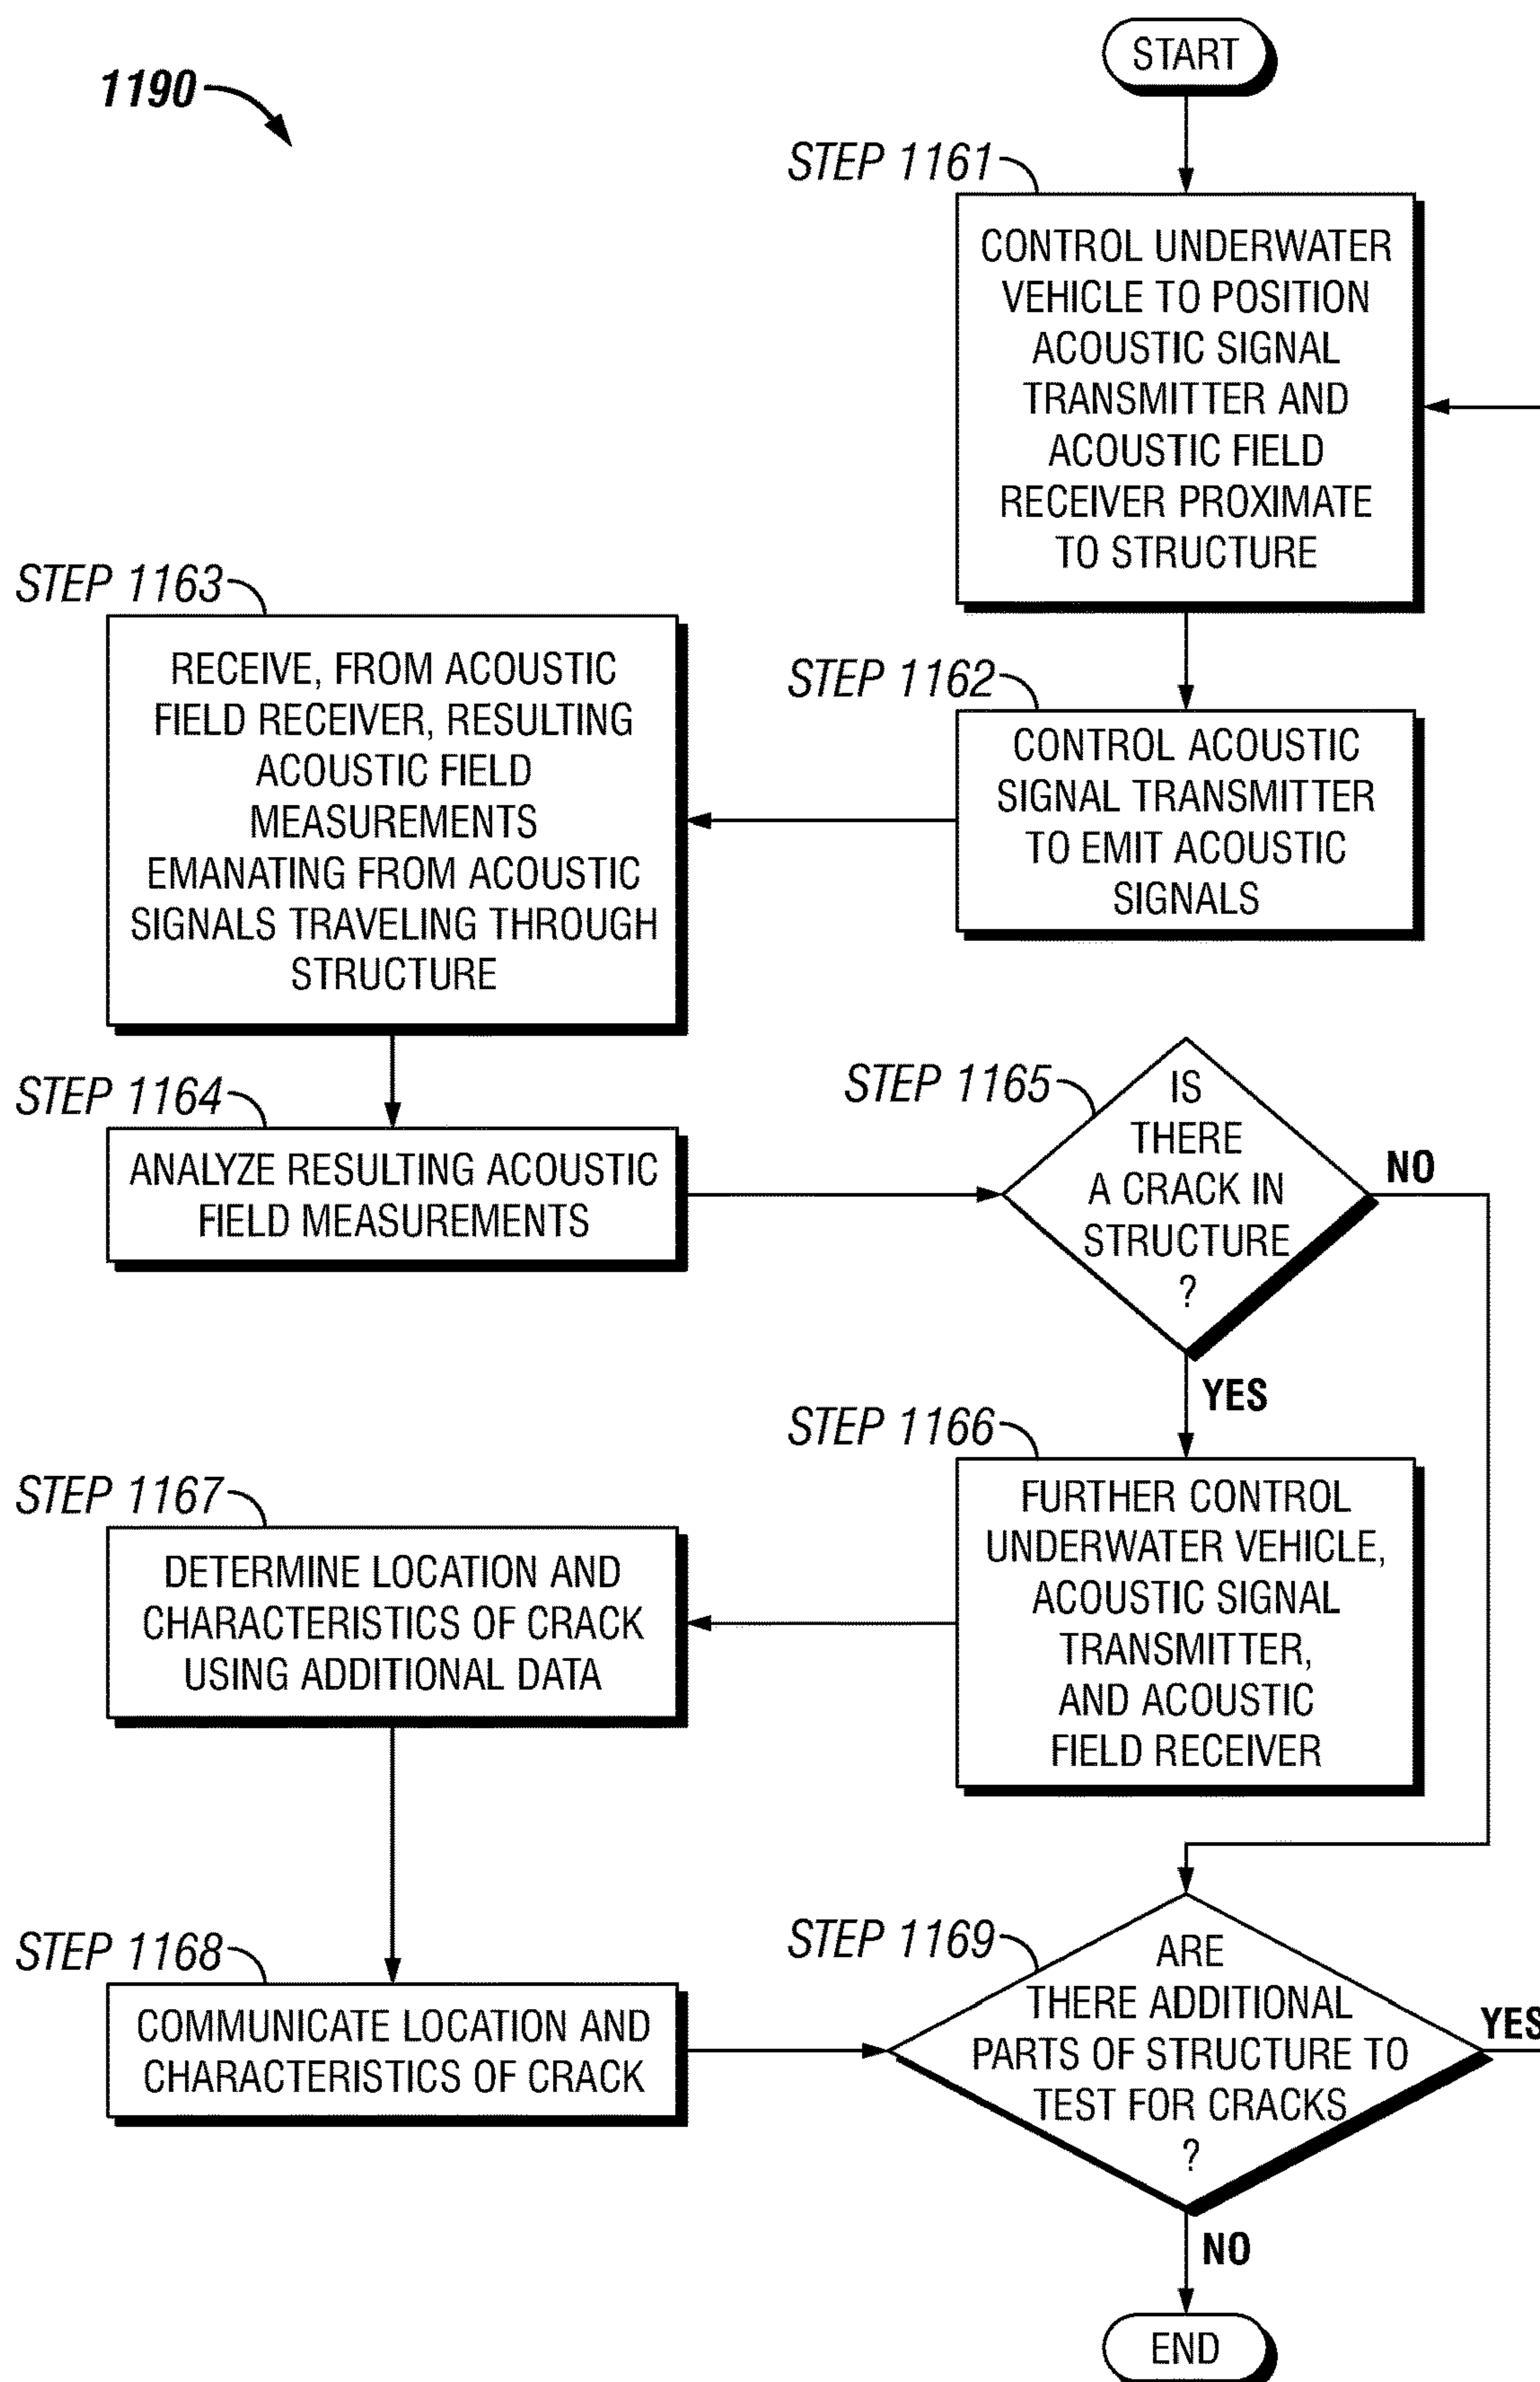 1190
START
STEP 1161
CONTROL UNDERWATER
VEHICLE TO POSITION
ACOUSTIC SIGNAL
TRANSMITTER AND
ACOUSTIC FIELD
RECEIVER PROXIMATE
TO STRUCTURE
STEP 1162
CONTROL ACOUSTIC
SIGNAL TRANSMITTER
TO EMIT ACOUSTIC
SIGNALS
STEP 1163
RECEIVE, FROM ACOUSTIC
FIELD RECEIVER, RESULTING
ACOUSTIC FIELD
MEASUREMENTS
EMANATING FROM ACOUSTIC
SIGNALS TRAVELING THROUGH
STRUCTURE
STEP 1164
ANALYZE RESULTING ACOUSTIC
FIELD MEASUREMENTS
STEP 1165
IS
THERE
A CRACK IN
STRUCTURE
?
NO
YES
STEP 1166
FURTHER CONTROL
UNDERWATER VEHICLE,
ACOUSTIC SIGNAL
TRANSMITTER,
AND ACOUSTIC
FIELD RECEIVER
STEP 1167
DETERMINE LOCATION AND
CHARACTERISTICS OF CRACK
USING ADDITIONAL DATA
STEP 1168
COMMUNICATE LOCATION AND
CHARACTERISTICS OF CRACK
STEP 1169
ARE
THERE ADDITIONAL
PARTS OF STRUCTURE TO
TEST FOR CRACKS
?
YES
NO
END